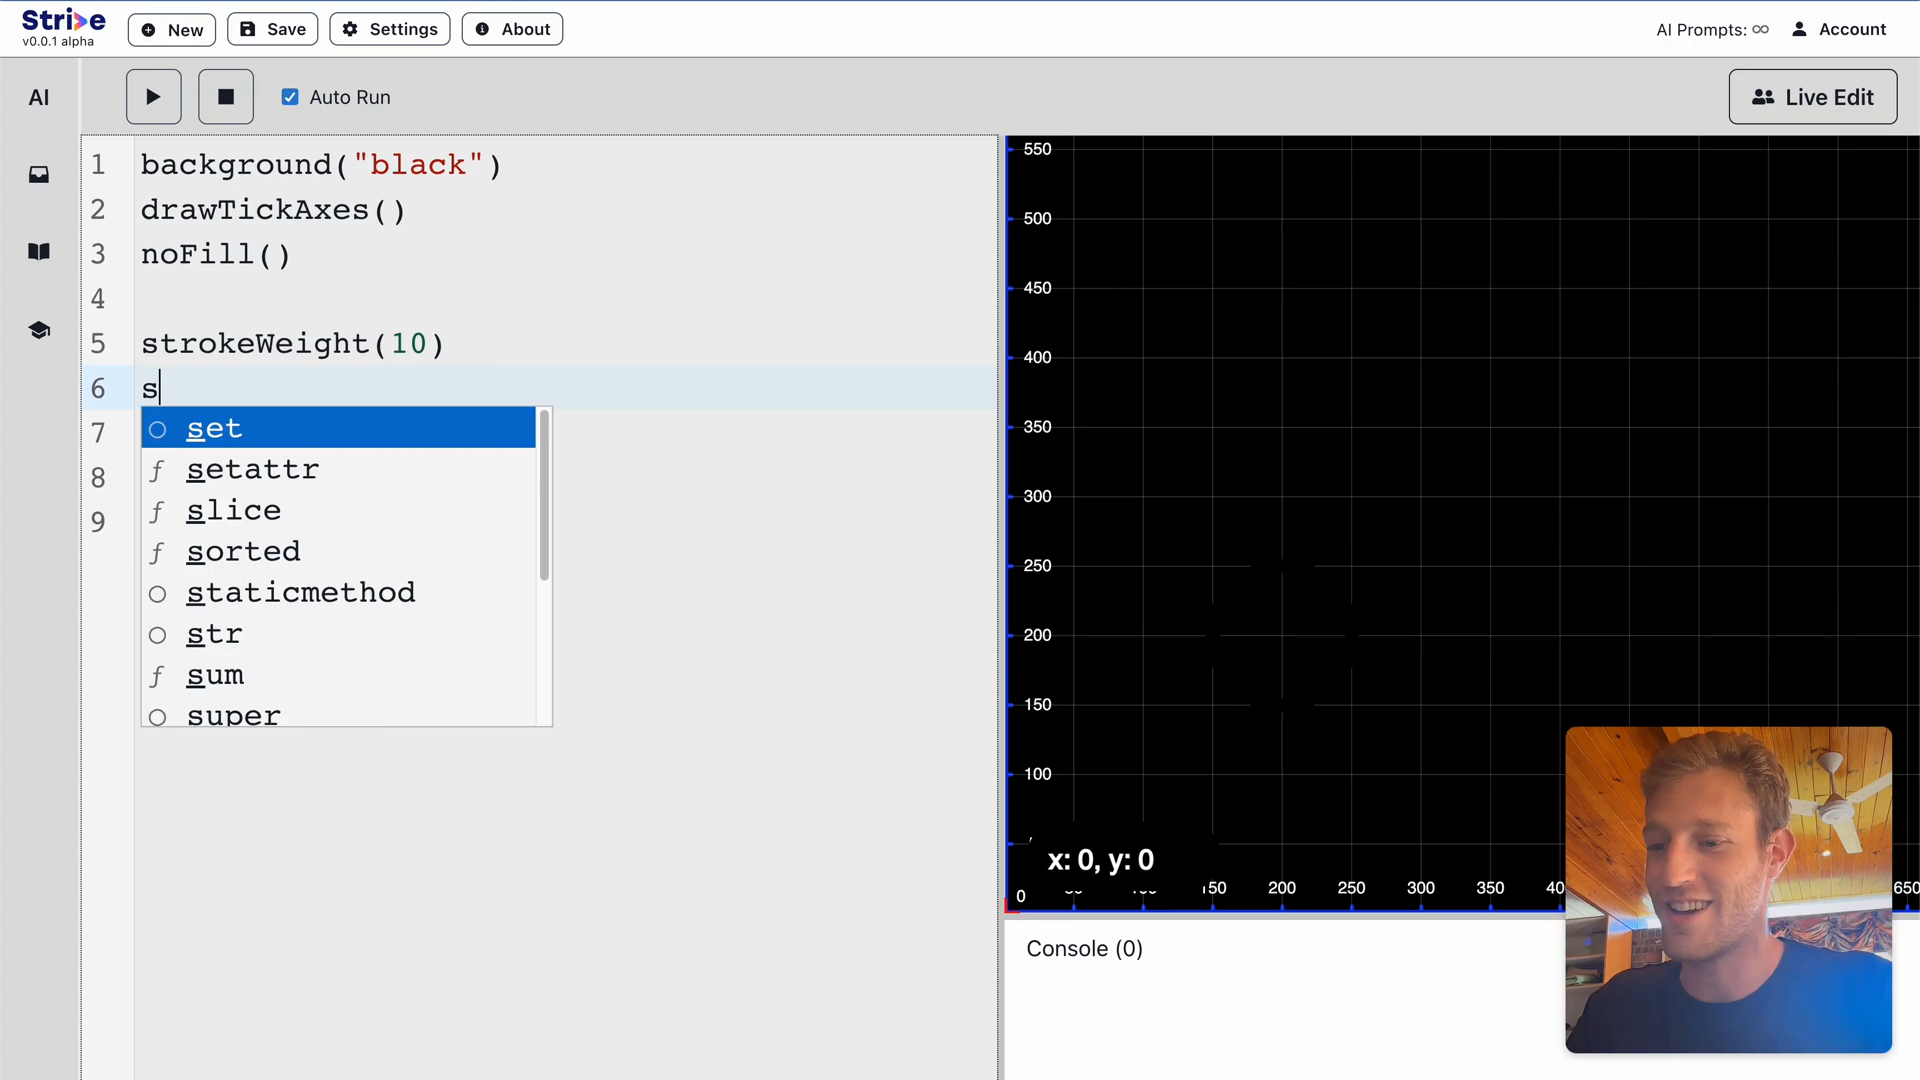 Strive
v0.0.1 alpha
New
Save
Settings
About
AI Prompts: ∞
Account
AI
Auto Run
Live Edit
1 background("black")
2 drawTickAxes()
3 noFill()
4
5 strokeWeight(10)
6 s
7
8
9
set
setattr
slice
sorted
staticmethod
str
sum
super
550
500
450
400
350
300
250
200
150
100
x: 0, y: 0
0
150 200 250 300 350 650
Console (0)